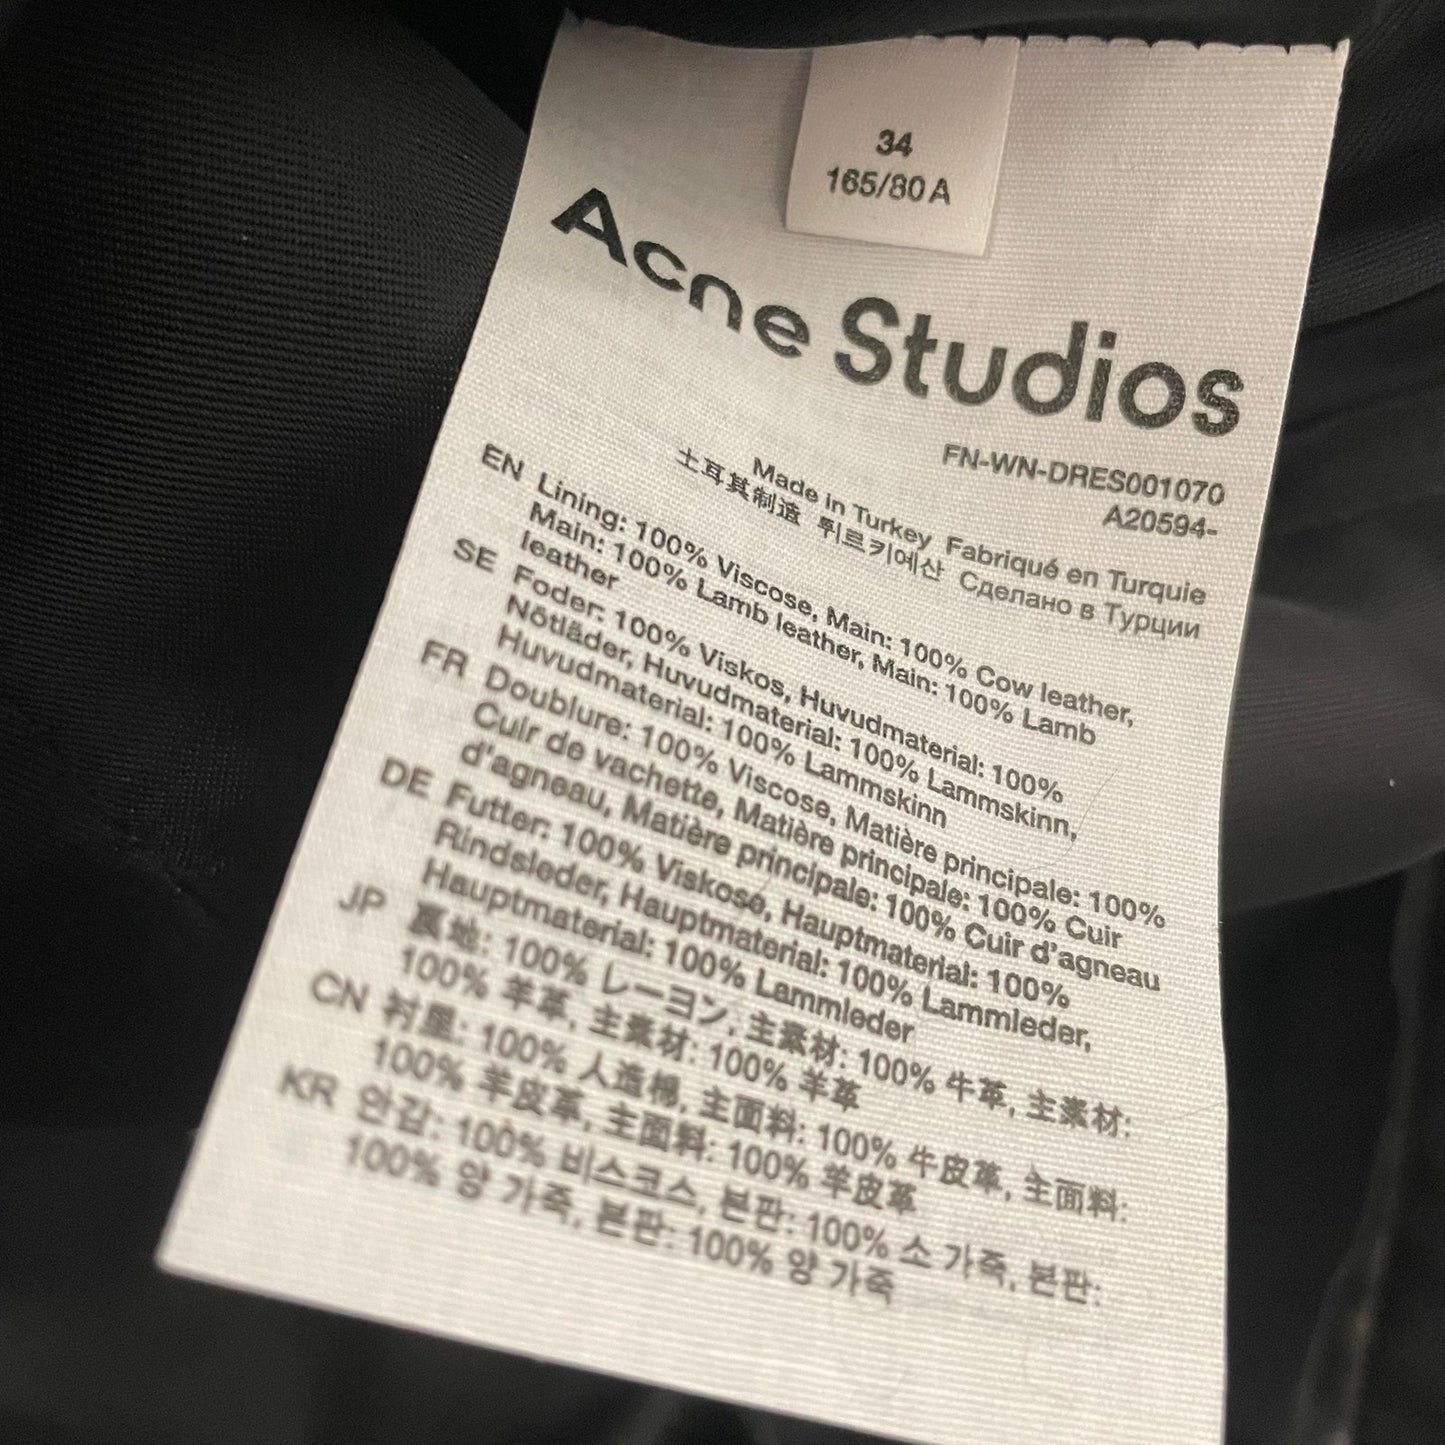 34
165/80A
Acne Studios
FN-WN-DRES001070
A20594-
Made in Turkey Fabriqué en Turquie
土耳其制造 튀르키예산 Сделано в Турции
EN Lining: 100% Viscose, Main: 100% Cow leather,
Main: 100% Lamb leather, Main: 100% Lamb
leather
SE Foder: 100% Viskos, Huvudmaterial: 100%
Nötläder, Huvudmaterial: 100% Lammskinn,
Huvudmaterial: 100% Lammskinn
FR Doublure: 100% Viscose, Matière principale: 100%
Cuir de vachette, Matière principale: 100% Cuir
d'agneau, Matière principale: 100% Cuir d'agneau
DE Futter: 100% Viskose, Hauptmaterial: 100%
Rindsleder, Hauptmaterial: 100% Lammleder,
Hauptmaterial: 100% Lammleder
JP 裏地: 100% レーヨン, 主素材: 100% 牛革, 主素材:
100% 羊革, 主素材: 100% 羊革
CN 衬里: 100% 人造棉, 主面料: 100% 牛皮革, 主面料:
100% 羊皮革, 主面料: 100% 羊皮革
KR 안감: 100% 비스코스, 본판: 100% 소 가죽, 본판:
100% 양 가죽, 본판: 100% 양 가죽